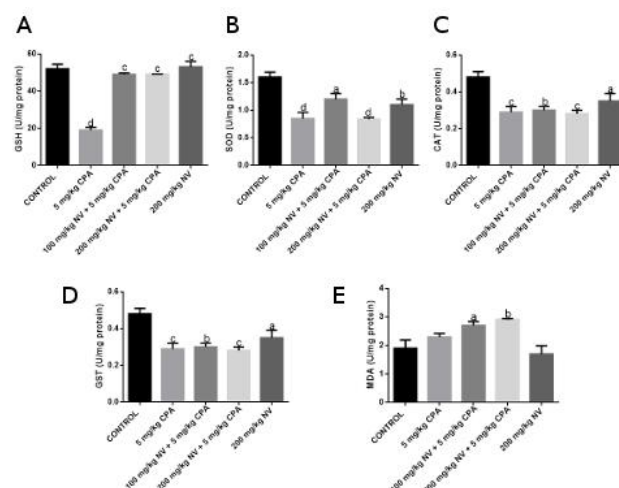 A
GSH (U/mg protein)
60
40
20
0
d
c
c
c
CONTROL
5 mg/kg CPA
100 mg/kg NV + 5 mg/kg CPA
200 mg/kg NV + 5 mg/kg CPA
200 mg/kg NV
B
SOD (U/mg protein)
2.0
1.5
1.0
0.5
0.0
d
a
d
b
CONTROL
5 mg/kg CPA
100 mg/kg NV + 5 mg/kg CPA
200 mg/kg NV + 5 mg/kg CPA
200 mg/kg NV
C
CAT (U/mg protein)
0.6
0.4
0.2
0.0
c
b
c
a
CONTROL
5 mg/kg CPA
100 mg/kg NV + 5 mg/kg CPA
200 mg/kg NV + 5 mg/kg CPA
200 mg/kg NV
D
GST (U/mg protein)
0.6
0.4
0.2
0.0
c
b
c
a
CONTROL
5 mg/kg CPA
100 mg/kg NV + 5 mg/kg CPA
200 mg/kg NV + 5 mg/kg CPA
200 mg/kg NV
E
MDA (U/mg protein)
4
3
2
1
0
a
b
CONTROL
5 mg/kg CPA
100 mg/kg NV + 5 mg/kg CPA
200 mg/kg NV + 5 mg/kg CPA
200 mg/kg NV